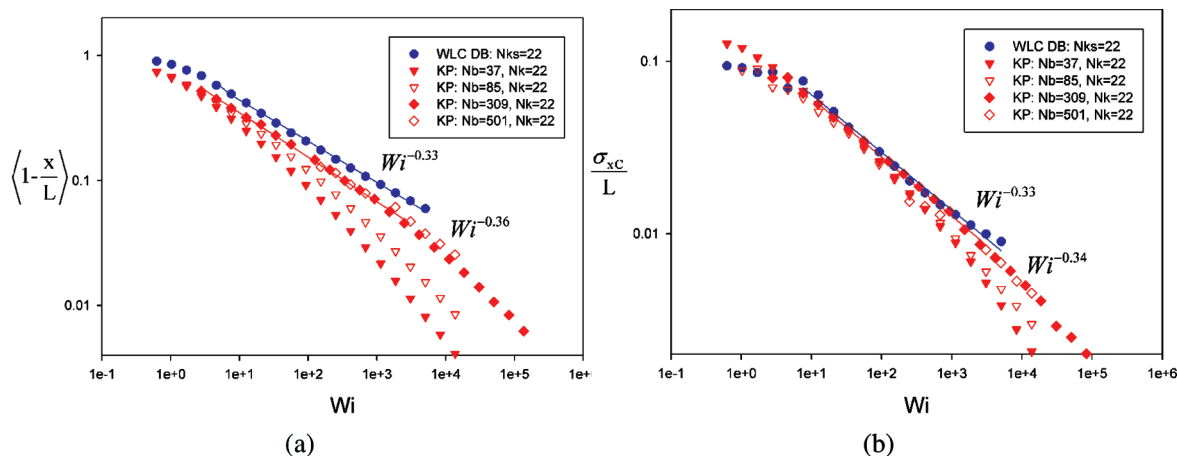 WLC DB: Nks=22
KP: Nb=37, Nk=22
KP: Nb=85, Nk=22
KP: Nb=309, Nk=22
KP: Nb=501, Nk=22
1
0.1
0.01
⟨1-x/L⟩
Wi^-0.33
Wi^-0.36
1e-1 1e+0 1e+1 1e+2 1e+3 1e+4 1e+5 1e+
Wi
(a)
WLC DB: Nks=22
KP: Nb=37, Nk=22
KP: Nb=85, Nk=22
KP: Nb=309, Nk=22
KP: Nb=501, Nk=22
0.1
0.01
σxC/L
Wi^-0.33
Wi^-0.34
1e-1 1e+0 1e+1 1e+2 1e+3 1e+4 1e+5 1e+6
Wi
(b)